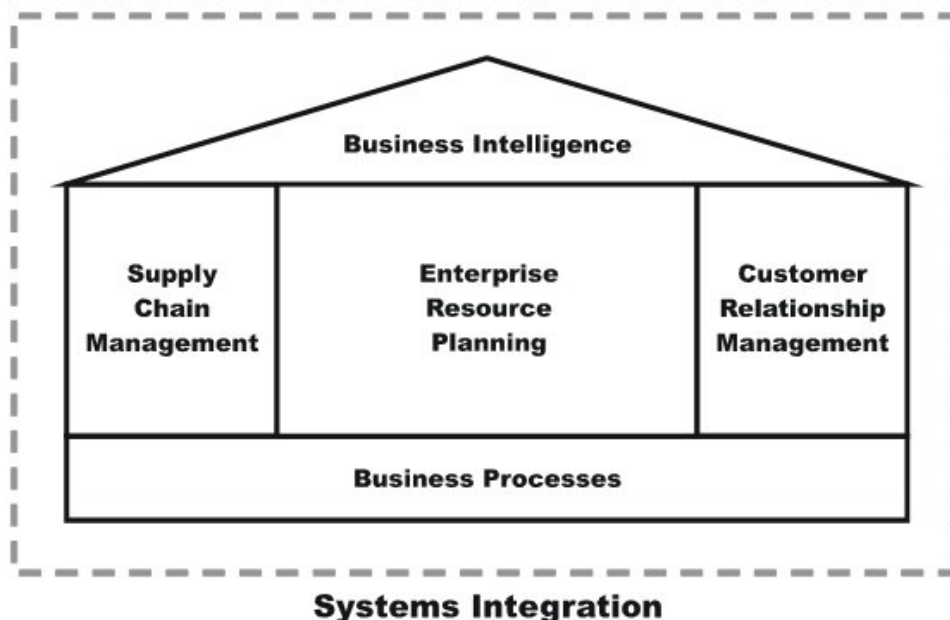 Business Intelligence
Supply
Chain
Management
Enterprise
Resource
Planning
Customer
Relationship
Management
Business Processes
Systems Integration